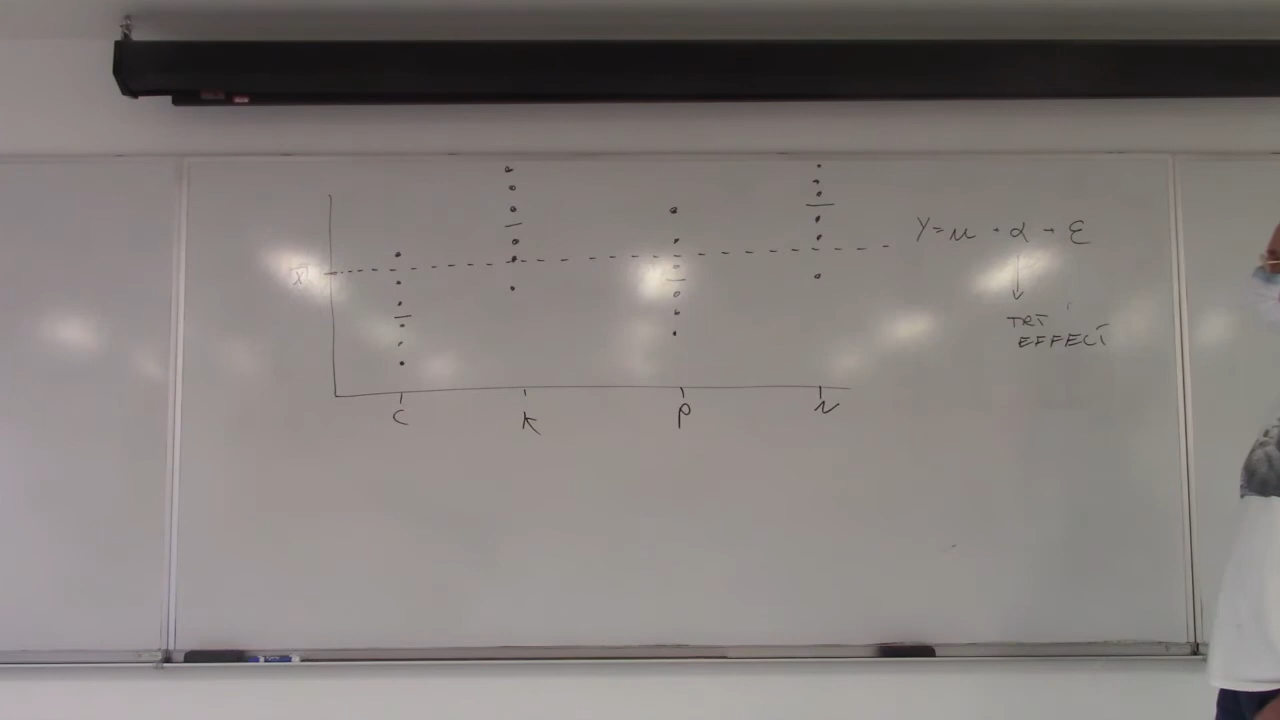 Y = μ + α + ε
X̄
TRT
EFFECT
C K P N